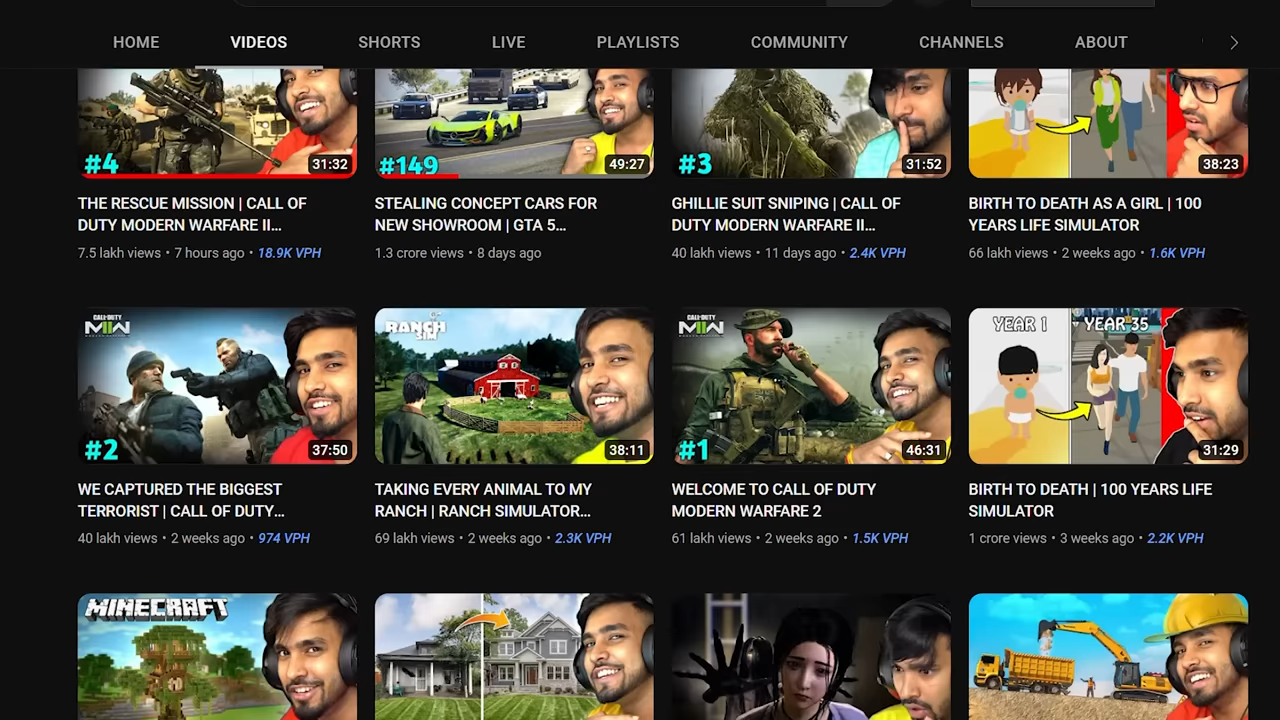 HOME VIDEOS SHORTS LIVE PLAYLISTS COMMUNITY CHANNELS ABOUT
#4 31:32
#149 49:27
#3 31:52
38:23
THE RESCUE MISSION | CALL OF
DUTY MODERN WARFARE II...
7.5 lakh views • 7 hours ago • 18.9K VPH
STEALING CONCEPT CARS FOR
NEW SHOWROOM | GTA 5...
1.3 crore views • 8 days ago
GHILLIE SUIT SNIPING | CALL OF
DUTY MODERN WARFARE II...
40 lakh views • 11 days ago • 2.4K VPH
BIRTH TO DEATH AS A GIRL | 100
YEARS LIFE SIMULATOR
66 lakh views • 2 weeks ago • 1.6K VPH
CALL·DUTY
MWII
#2 37:50
RANCH
SIM
38:11
CALL·DUTY
MWII
#1 46:31
YEAR 1 YEAR 35
31:29
WE CAPTURED THE BIGGEST
TERRORIST | CALL OF DUTY...
40 lakh views • 2 weeks ago • 974 VPH
TAKING EVERY ANIMAL TO MY
RANCH | RANCH SIMULATOR...
69 lakh views • 2 weeks ago • 2.3K VPH
WELCOME TO CALL OF DUTY
MODERN WARFARE 2
61 lakh views • 2 weeks ago • 1.5K VPH
BIRTH TO DEATH | 100 YEARS LIFE
SIMULATOR
1 crore views • 3 weeks ago • 2.2K VPH
MINECRAFT